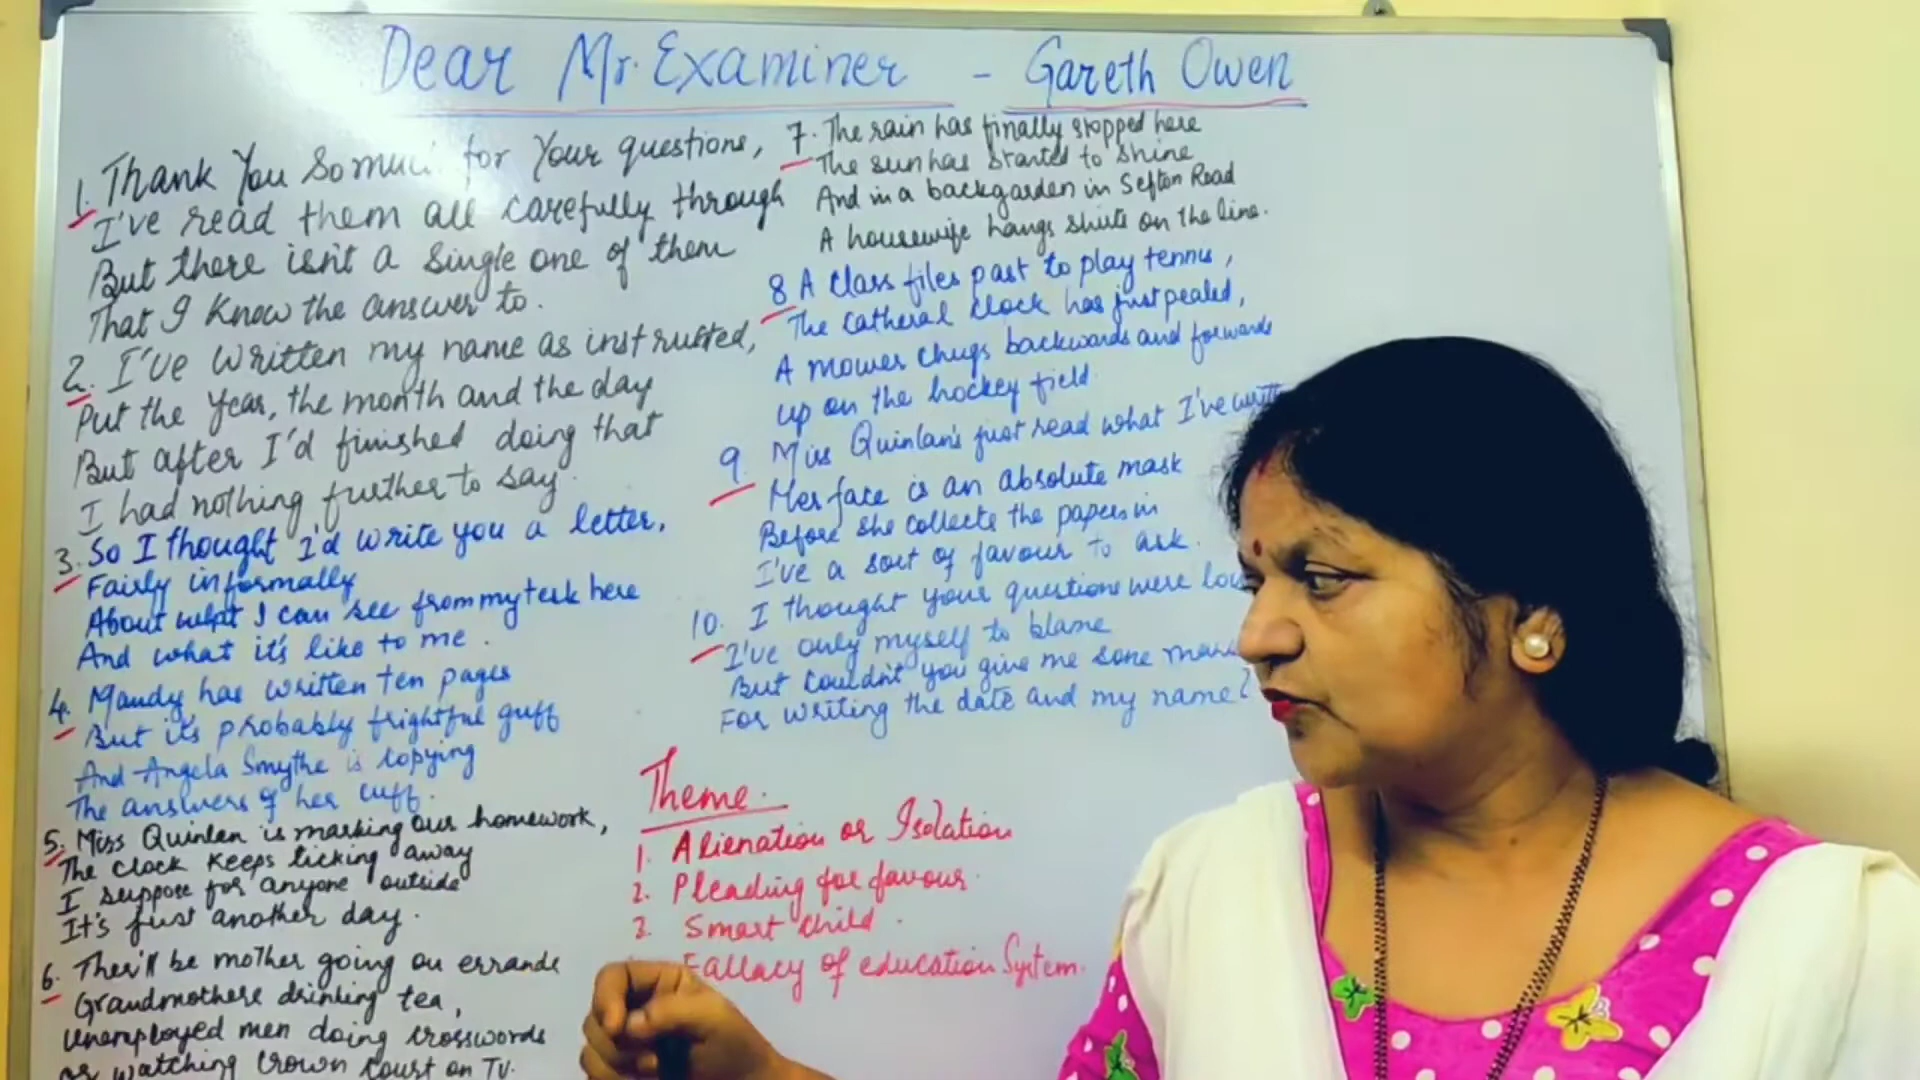 Dear Mr. Examiner - Gareth Owen
1. Thank You So much for Your questions,
I've read them all carefully through
But there isn't a single one of them
That I know the answer to.
2. I've written my name as instructed,
Put the Year, the month and the day
But after I'd finished doing that
I had nothing further to say.
3. So I thought I'd write you a letter,
Fairly informally
About what I can see from my desk here
And what it's like to me.
4. Mandy has written ten pages
But it's probably frightful guff
And Angela Smythe is copying
The answers of her cuff.
5. Miss Quinlan is marking our homework,
The clock keeps ticking away
I suppose for anyone outside
It's just another day.
6. Ther'll be mother going on errands
Grandmothers drinking tea,
Unemployed men doing crosswords
or watching Crown Court on TV.
7. The rain has finally stopped here
The sun has started to shine
And in a backgarden in Sefton Road
A housewife hangs shirts on the line.
8 A class files past to play tennis,
The catheral clock has just pealed,
A mower chugs backwards and forwards
up on the hockey field.
9. Miss Quinlan's just read what I've
Her face is an absolute mask
Before she collects the papers in
I've a sort of favour to ask.
10. I thought your questions were
I've only myself to blame
But couldn't you give me some
For writing the date and my name?
Theme.
1. Alienation or Isolation
2. Pleading for favour.
3. Smart child.
Fallacy of education System.